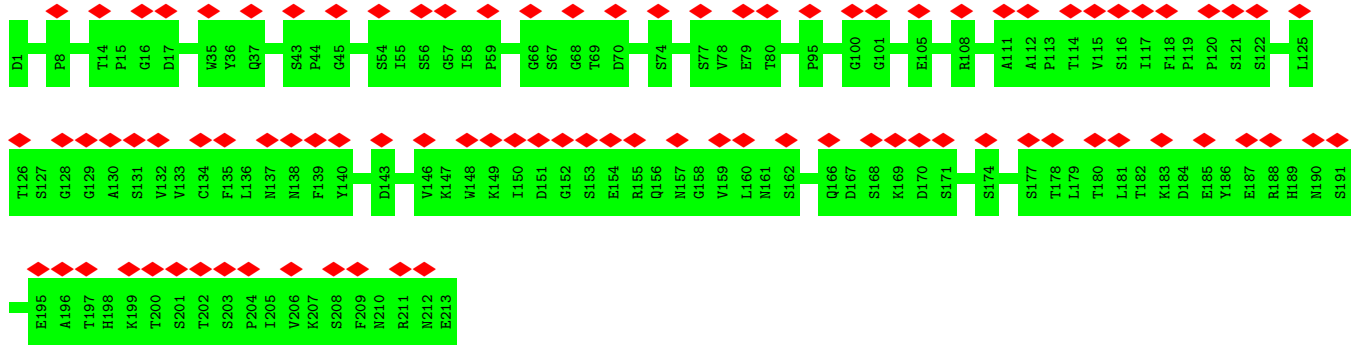 D1 P8 T14 P15 G16 D17 W35 Y36 Q37 S43 P44 G45 S54 I55 S56 G57 I58 P59 G66 S67 G68 T69 D70 S74 S77 V78 E79 T80 P95 G100 G101 E105 R108 A111 A112 P113 T114 V115 S116 I117 F118 P119 P120 S121 S122 L125
T126 S127 G128 G129 A130 S131 V132 V133 C134 F135 L136 N137 N138 F139 Y140 D143 V146 K147 W148 K149 I150 D151 G152 S153 E154 R155 Q156 N157 G158 V159 L160 N161 S162 Q166 D167 S168 K169 D170 S171 S174 S177 T178 L179 T180 L181 T182 K183 D184 E185 Y186 E187 R188 H189 N190 S191
E195 A196 T197 H198 K199 T200 S201 T202 S203 P204 I205 V206 K207 S208 F209 N210 R211 N212 E213